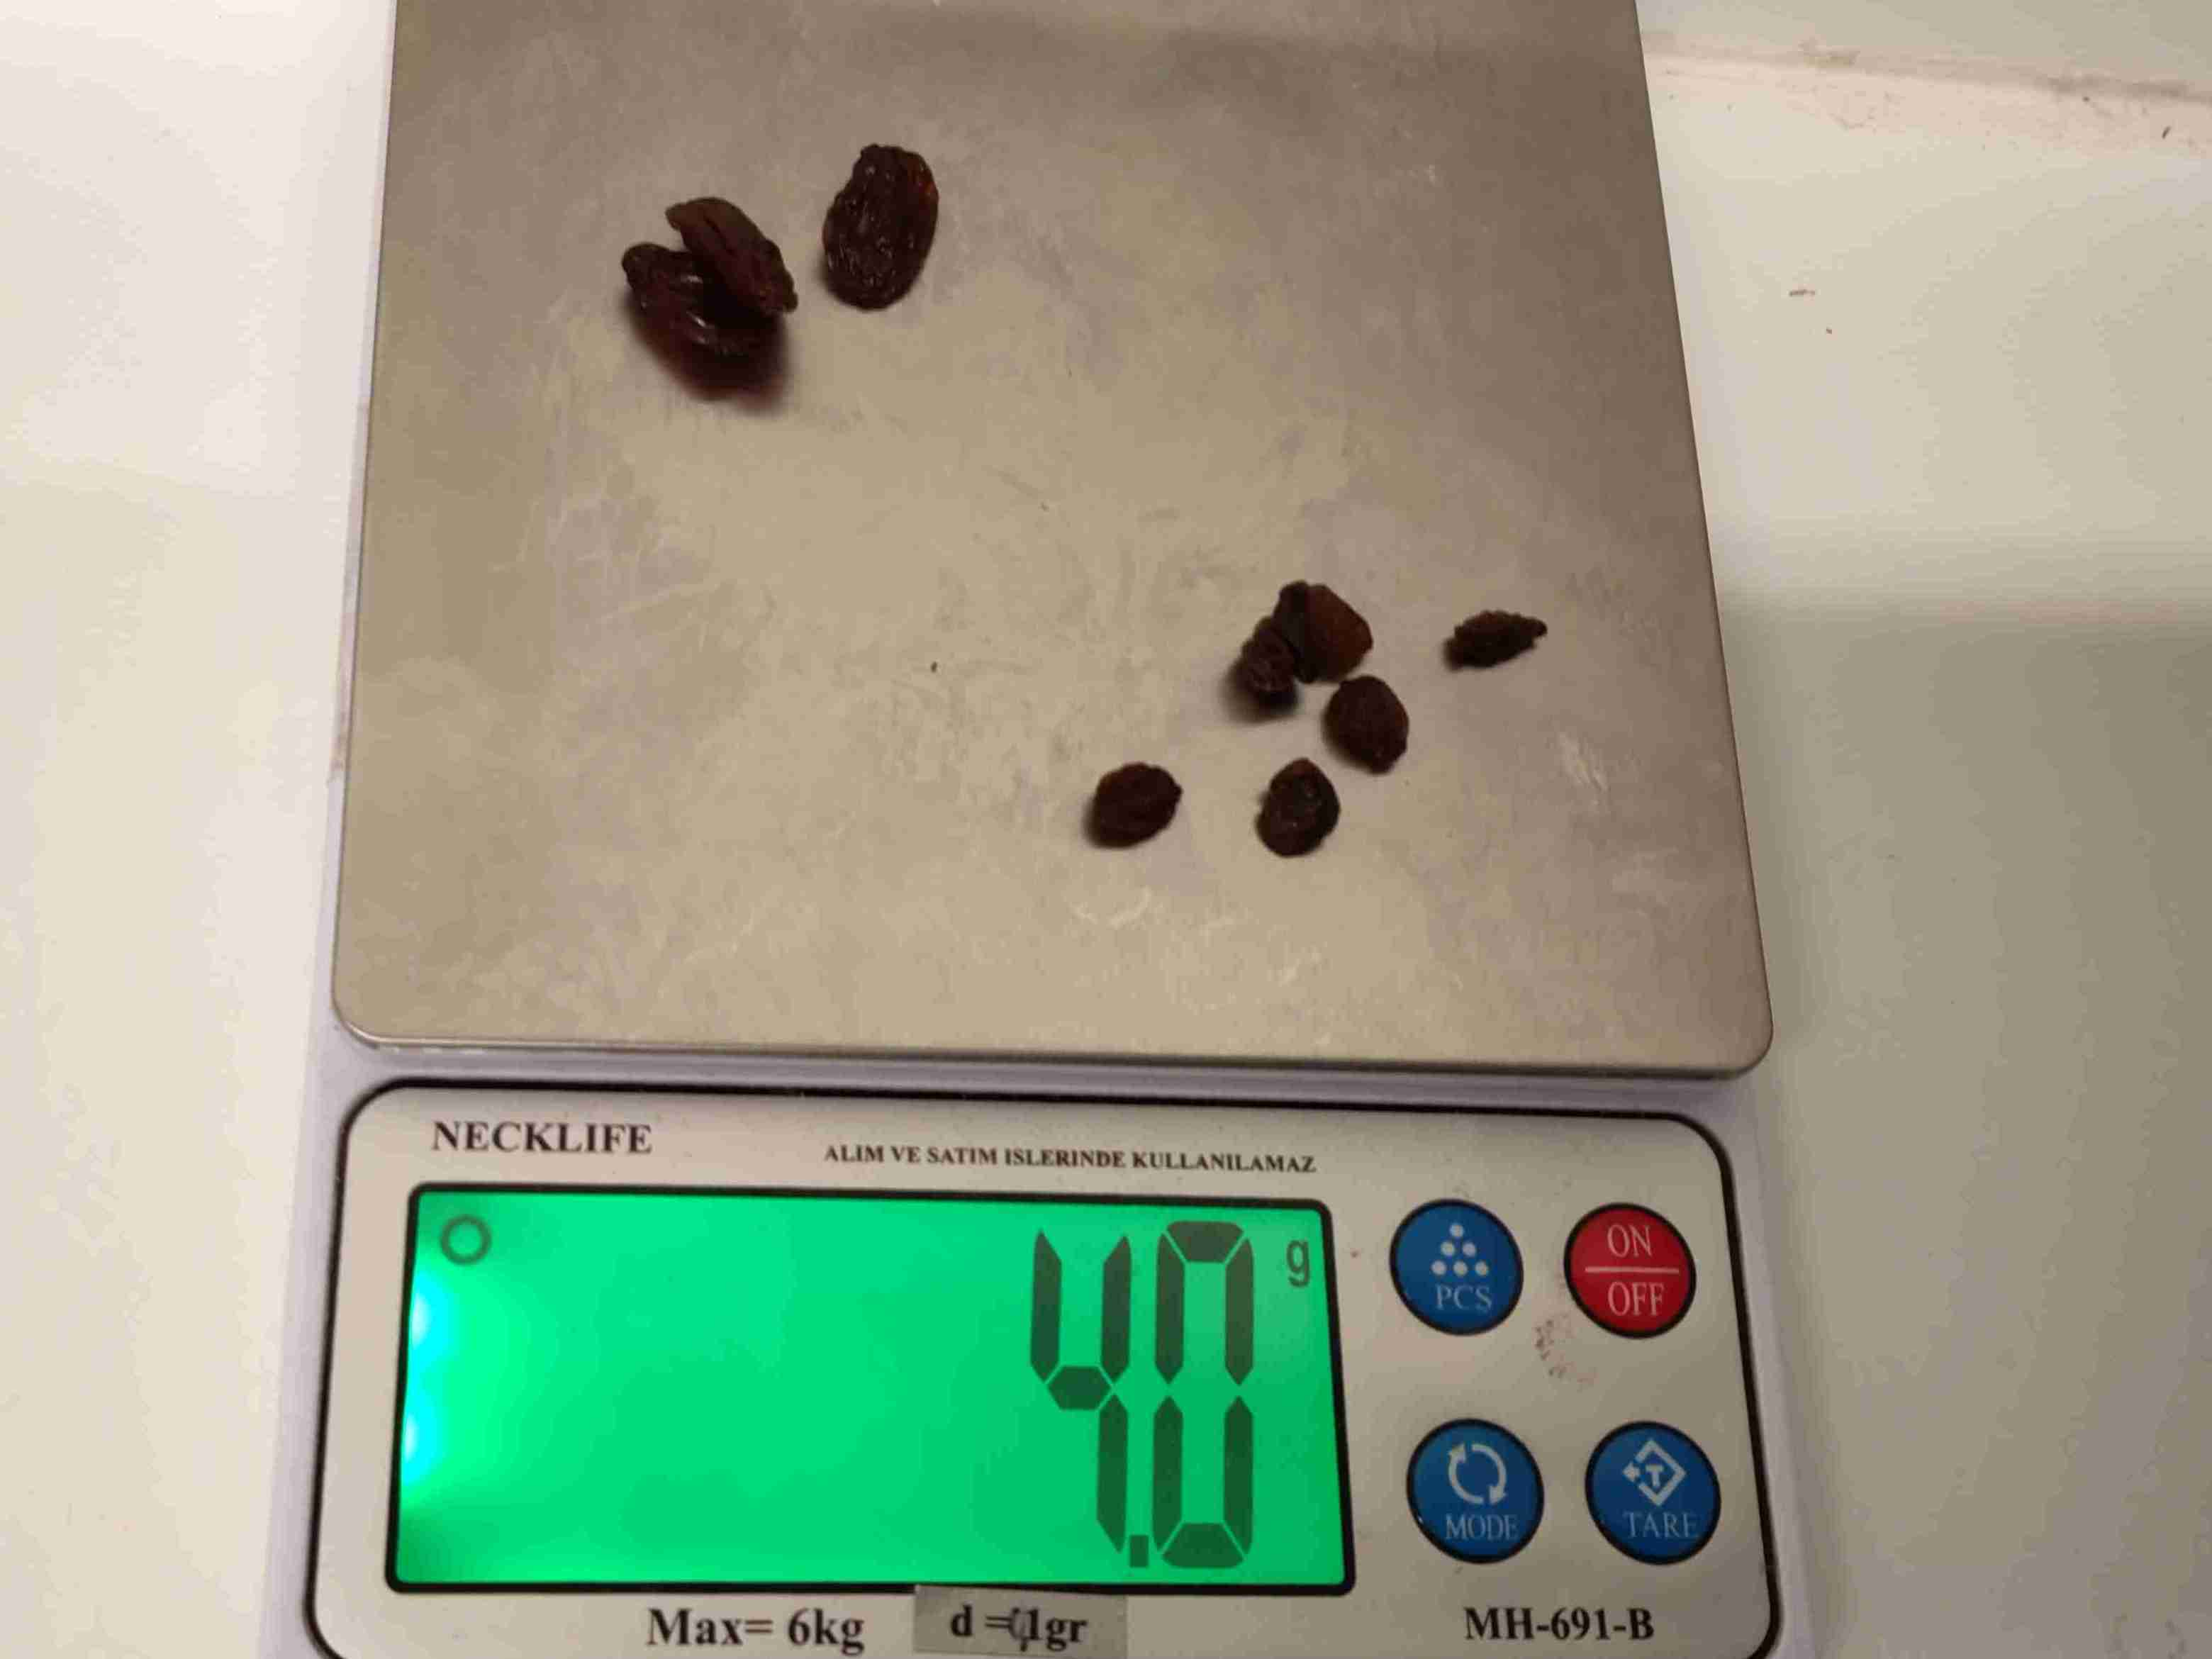 NECKLIFE
ALIM VE SATIM ISLERINDE KULLANILAMAZ
4.0 g
PCS
ON
OFF
MODE
TARE
Max= 6kg
MH-691-B